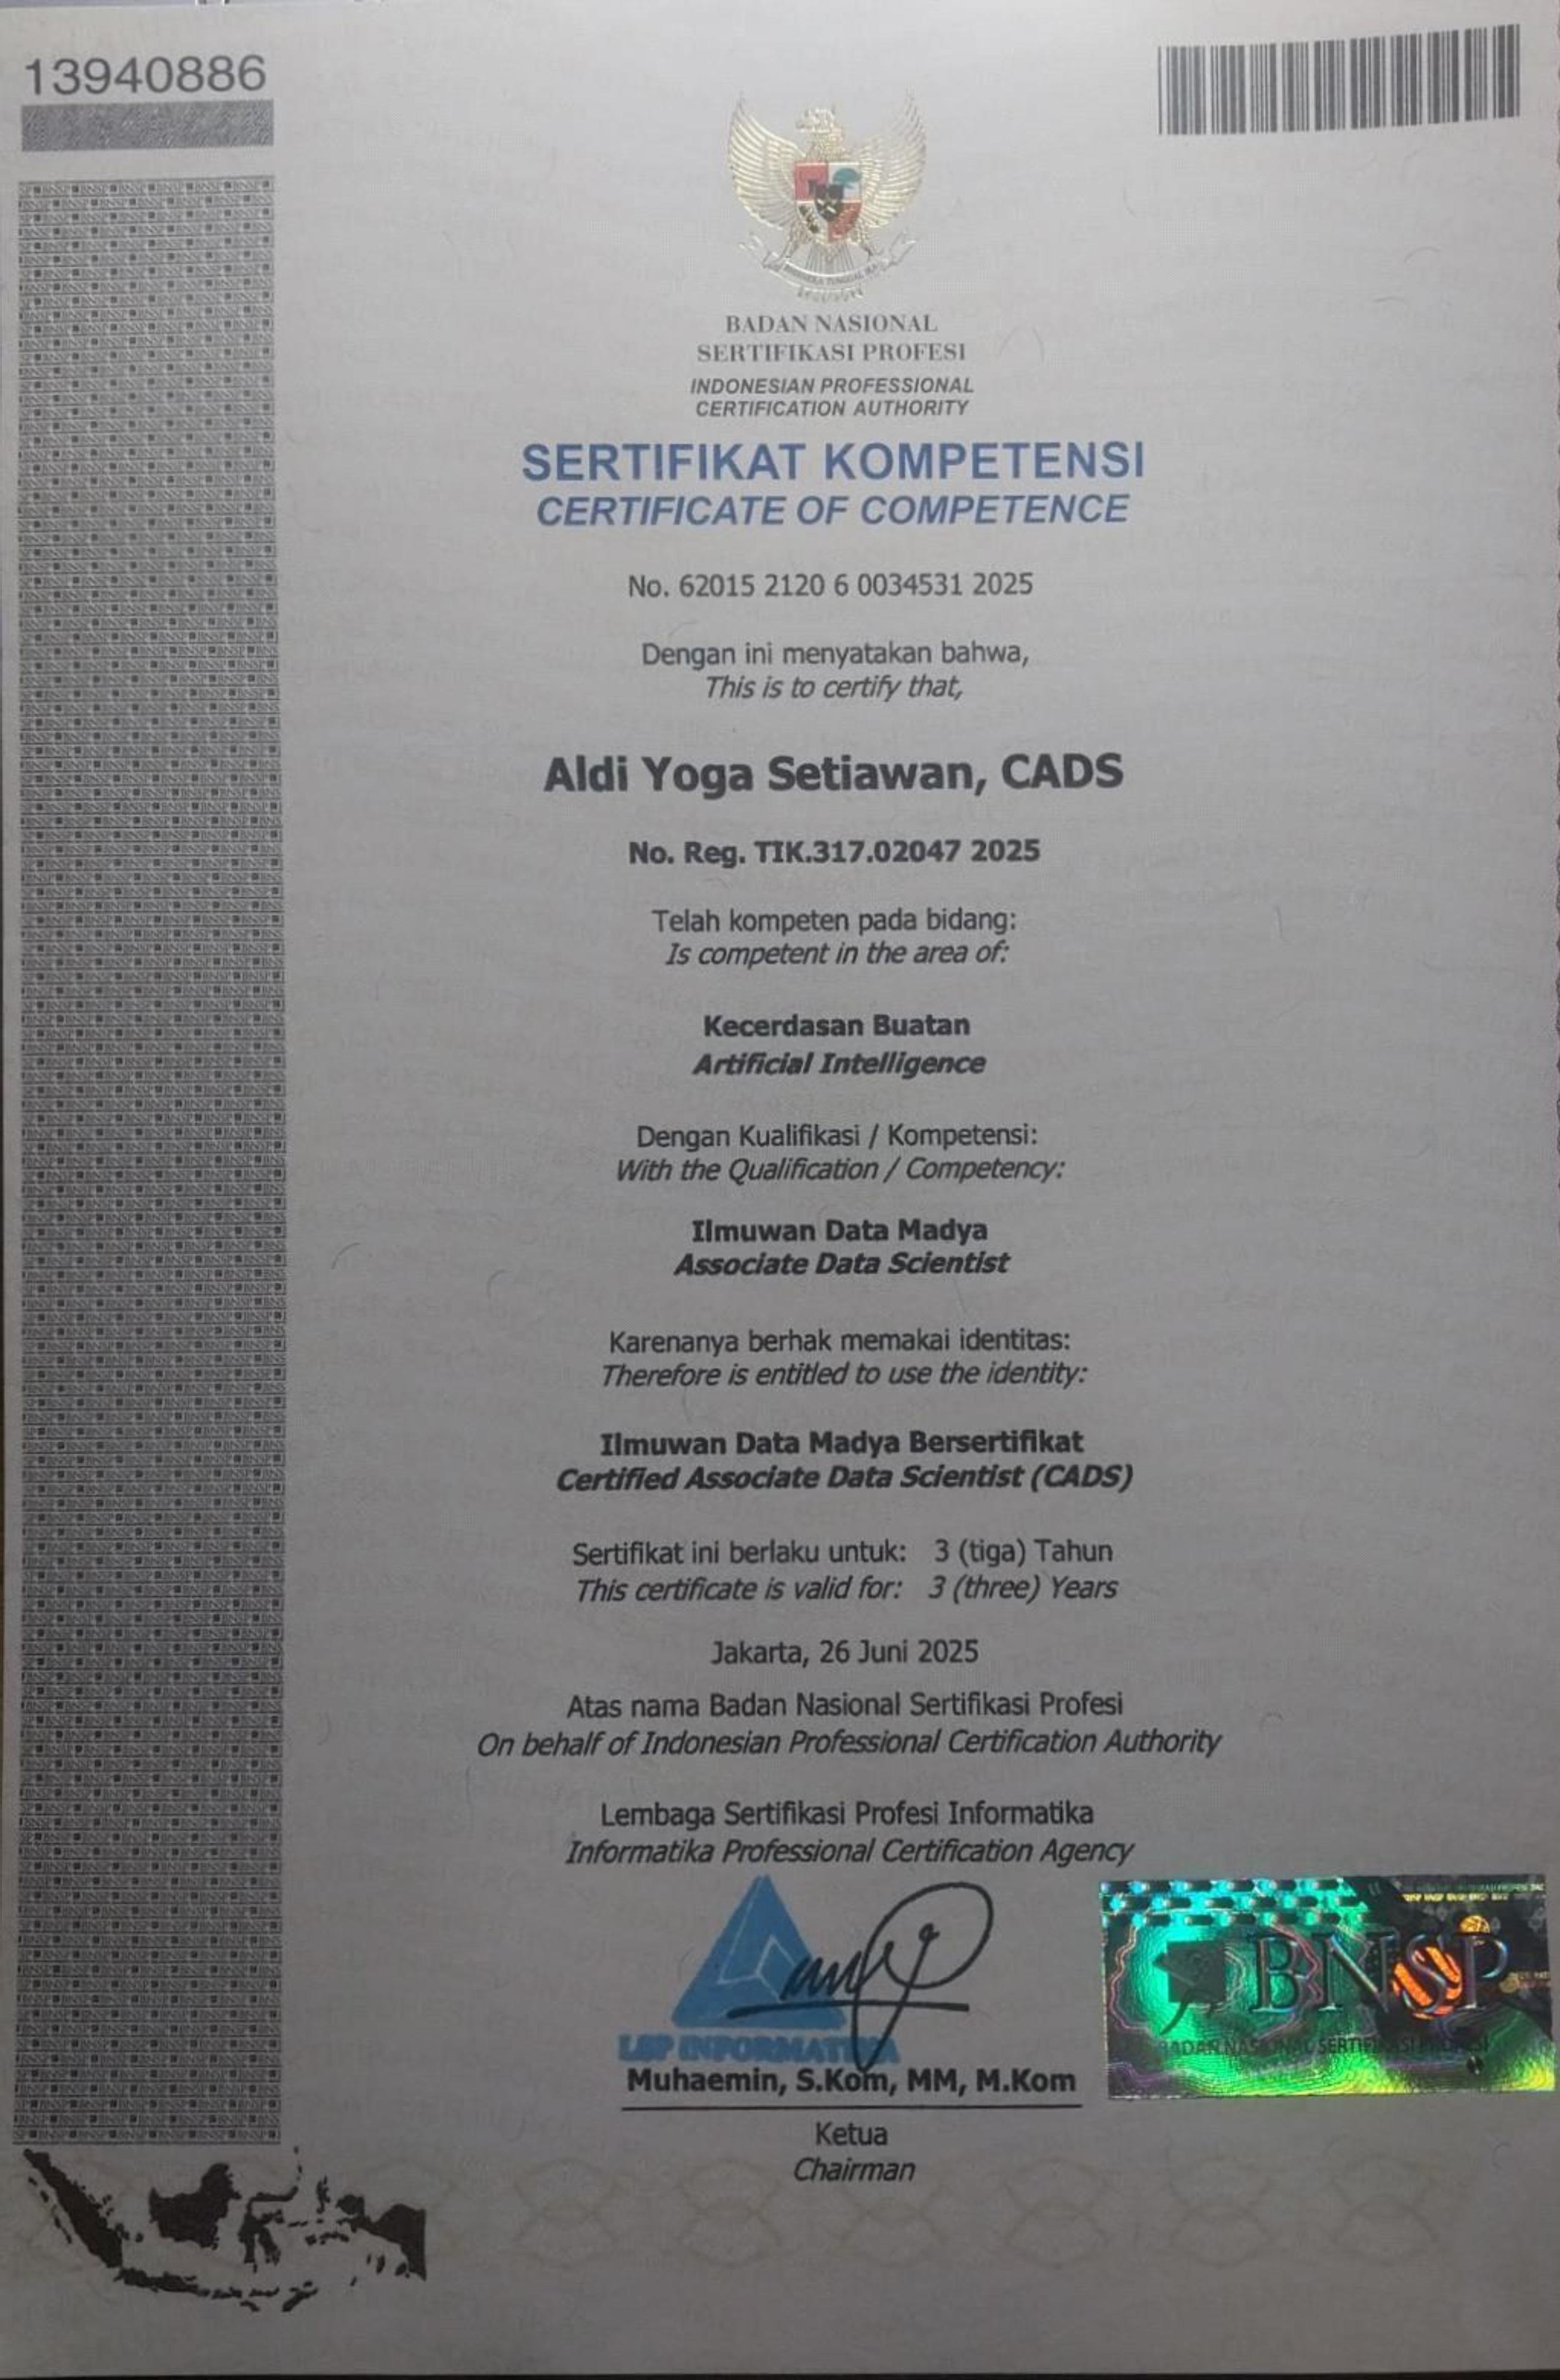 13940886
BADAN NASIONAL
SERTIFIKASI PROFESI
INDONESIAN PROFESSIONAL
CERTIFICATION AUTHORITY
SERTIFIKAT KOMPETENSI
CERTIFICATE OF COMPETENCE
No. 62015 2120 6 0034531 2025
Dengan ini menyatakan bahwa,
This is to certify that,
Aldi Yoga Setiawan, CADS
No. Reg. TIK.317.02047 2025
Telah kompeten pada bidang:
Is competent in the area of:
Kecerdasan Buatan
Artificial Intelligence
Dengan Kualifikasi / Kompetensi:
With the Qualification / Competency:
Ilmuwan Data Madya
Associate Data Scientist
Karenanya berhak memakai identitas:
Therefore is entitled to use the identity:
Ilmuwan Data Madya Bersertifikat
Certified Associate Data Scientist (CADS)
Sertifikat ini berlaku untuk: 3 (tiga) Tahun
This certificate is valid for: 3 (three) Years
Jakarta, 26 Juni 2025
Atas nama Badan Nasional Sertifikasi Profesi
On behalf of Indonesian Professional Certification Authority
Lembaga Sertifikasi Profesi Informatika
Informatika Professional Certification Agency
LSP INFORMATIKA
BNSP
BADAN NASIONAL SERTIFIKASI PROFESI
Muhaemin, S.Kom, MM, M.Kom
Ketua
Chairman